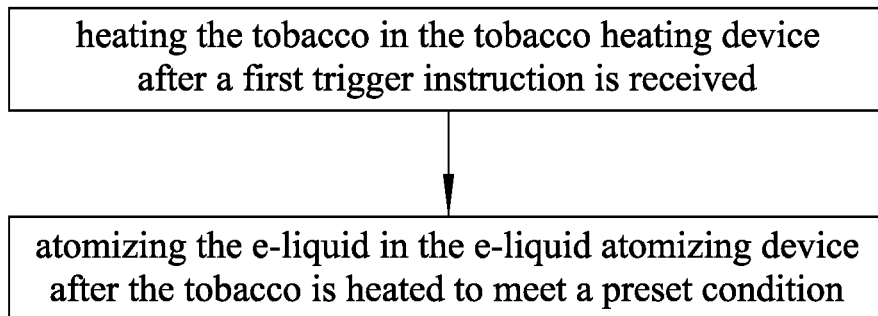 heating the tobacco in the tobacco heating device
after a first trigger instruction is received
atomizing the e-liquid in the e-liquid atomizing device
after the tobacco is heated to meet a preset condition